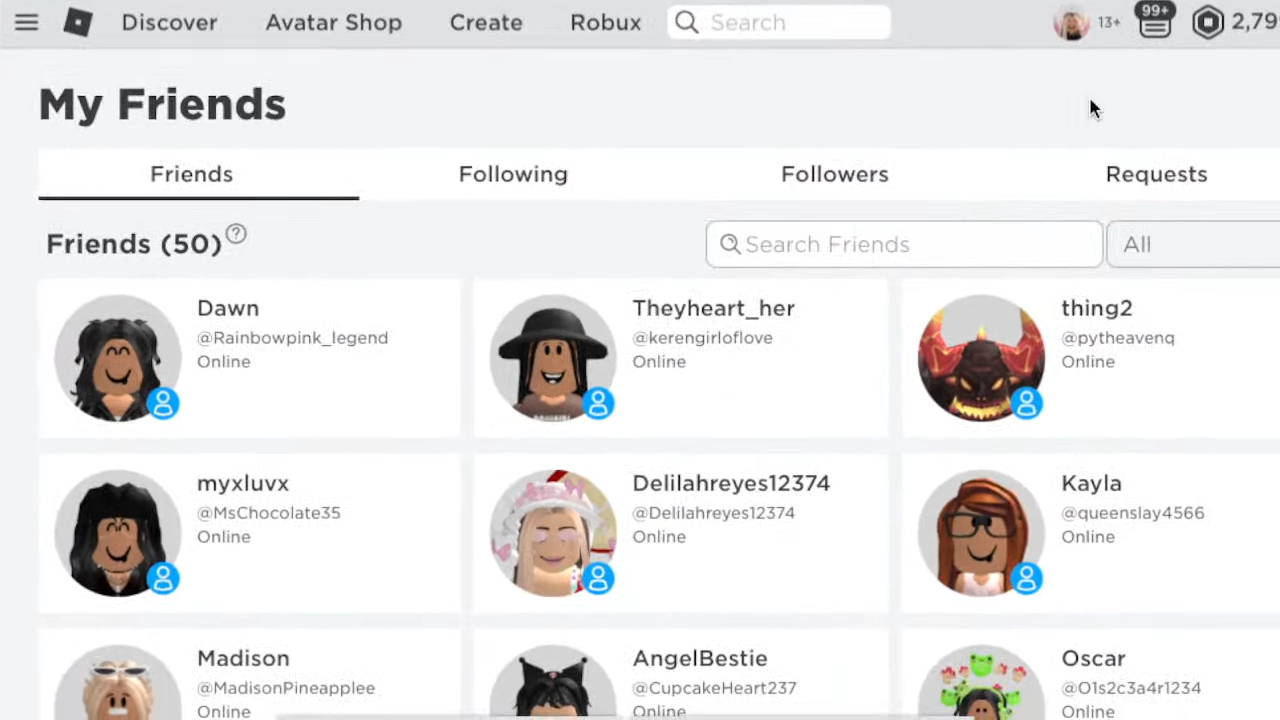 Discover Avatar Shop Create Robux Search 13+ 99+ 2,79
My Friends
Friends Following Followers Requests
Friends (50) ? Search Friends All
Dawn Theyheart_her thing2
@Rainbowpink_legend @kerengirloflove @pytheavenq
Online Online Online
myxluvx Delilahreyes12374 Kayla
@MsChocolate35 @Delilahreyes12374 @queenslay4566
Online Online Online
Madison AngelBestie Oscar
@MadisonPineapplee @CupcakeHeart237 @O1s2c3a4r1234
Online Online Online